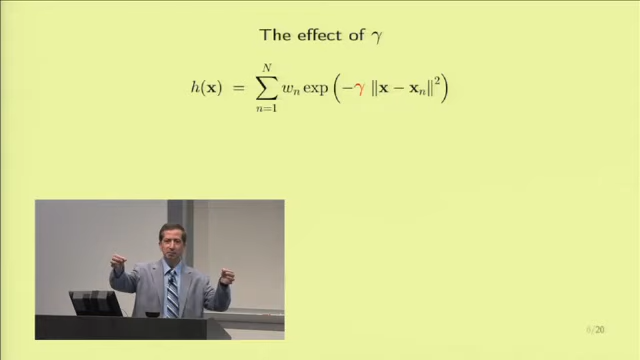 The effect of γ
h(x) = ∑_{n=1}^{N} w_n exp(−γ ‖x − x_n‖²)
6/20